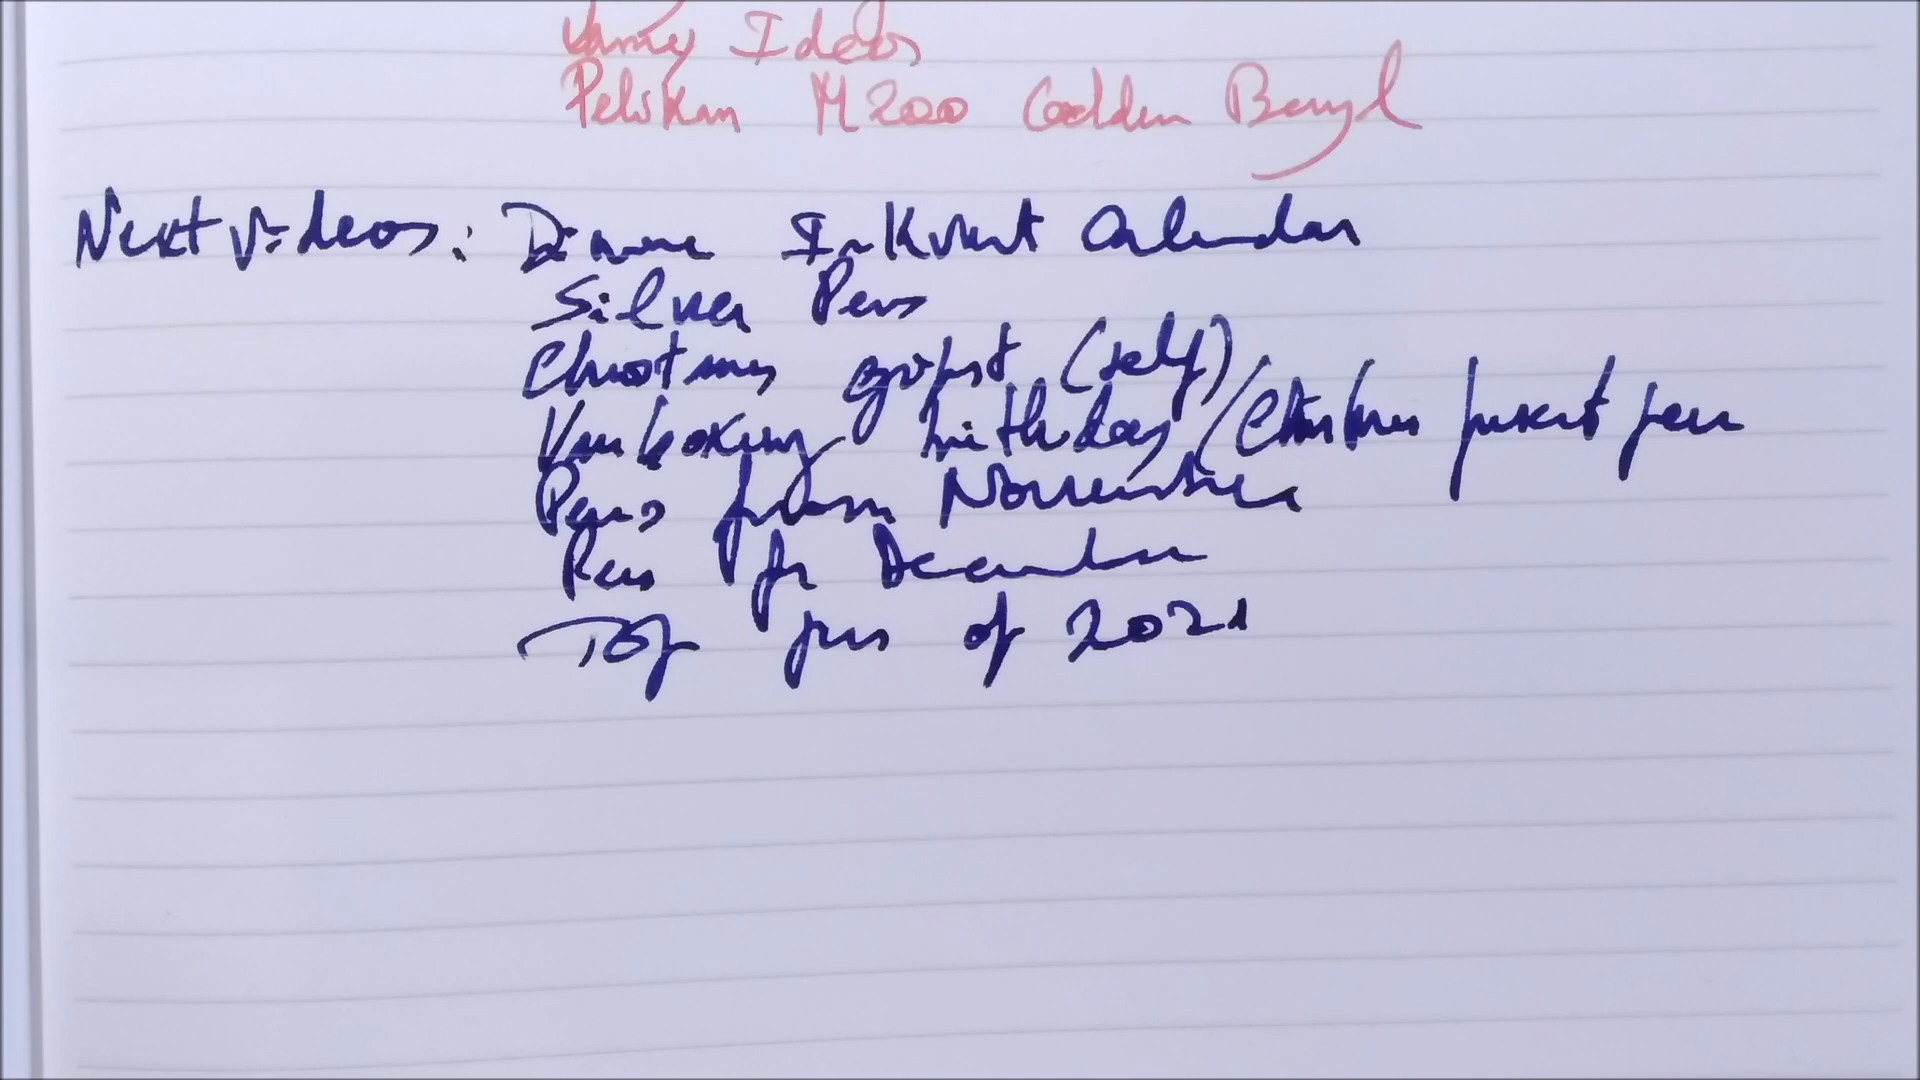 Ideas
Pelikan M200 Golden Beryl
Next videos: Diamine Inkvent Calendar
Silver Pens
Christmas (self)
Unboxing birthday/Christmas present pen
Pens from November
Pens for December
Top pens of 2021